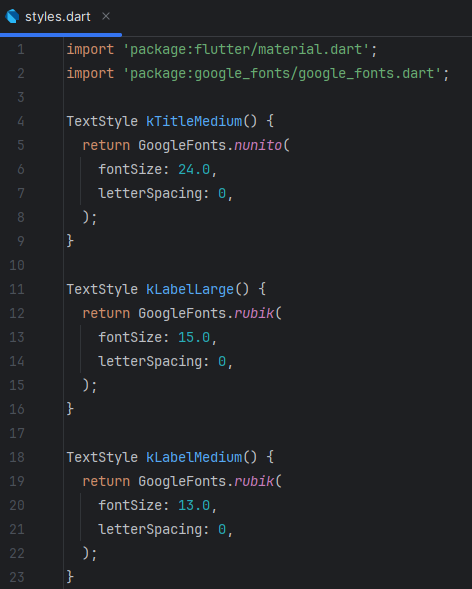 styles.dart ×
1 import 'package:flutter/material.dart';
2 import 'package:google_fonts/google_fonts.dart';
3
4 TextStyle kTitleMedium() {
5   return GoogleFonts.nunito(
6     fontSize: 24.0,
7     letterSpacing: 0,
8   );
9 }
10
11 TextStyle kLabelLarge() {
12   return GoogleFonts.rubik(
13     fontSize: 15.0,
14     letterSpacing: 0,
15   );
16 }
17
18 TextStyle kLabelMedium() {
19   return GoogleFonts.rubik(
20     fontSize: 13.0,
21     letterSpacing: 0,
22   );
23 }